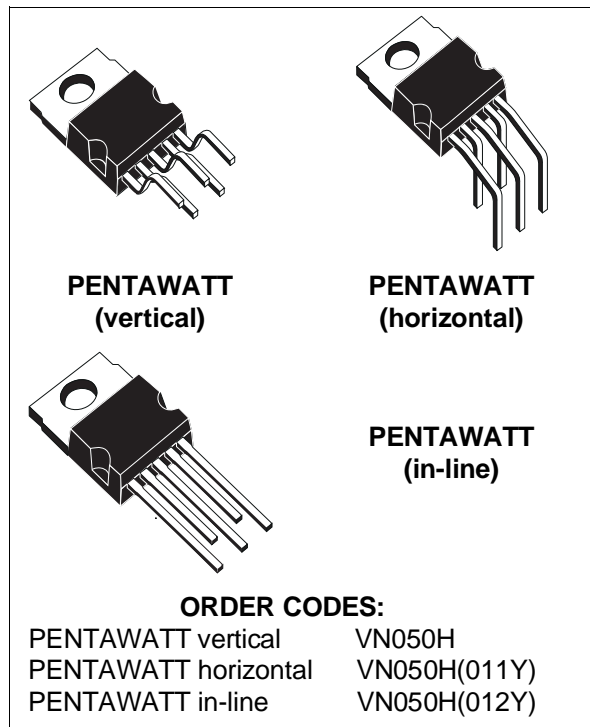 PENTAWATT
(vertical)
PENTAWATT
(horizontal)
PENTAWATT
(in-line)
ORDER CODES:
PENTAWATT vertical VN050H
PENTAWATT horizontal VN050H(011Y)
PENTAWATT in-line VN050H(012Y)